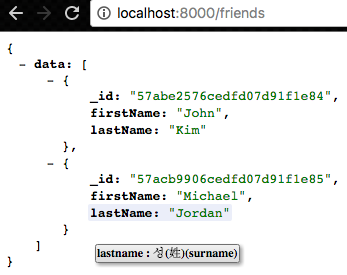 localhost:8000/friends
{
- data: [
- {
_id: "57abe2576cedfd07d91f1e84",
firstName: "John",
lastName: "Kim"
},
- {
_id: "57acb9906cedfd07d91f1e85",
firstName: "Michael",
lastName: "Jordan"
}
]
}
lastname : 성(姓)(surname)